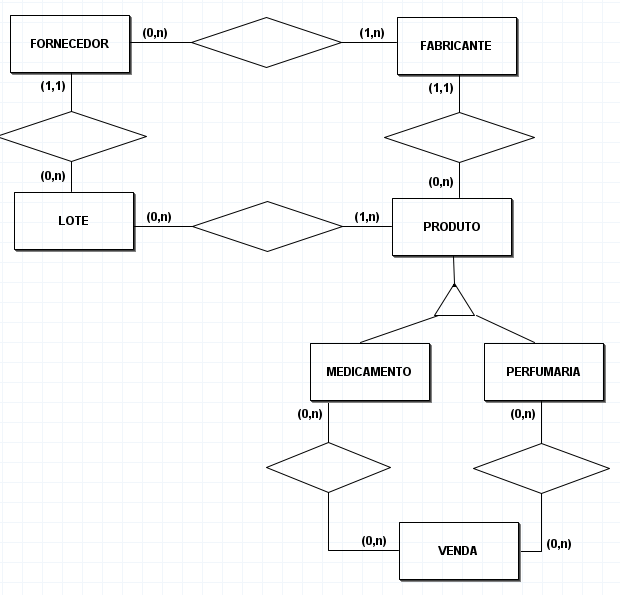 FORNECEDOR
(0,n)
(1,n)
FABRICANTE
(1,1)
(1,1)
(0,n)
(0,n)
LOTE
(0,n)
(1,n)
PRODUTO
MEDICAMENTO
PERFUMARIA
(0,n)
(0,n)
(0,n)
VENDA
(0,n)